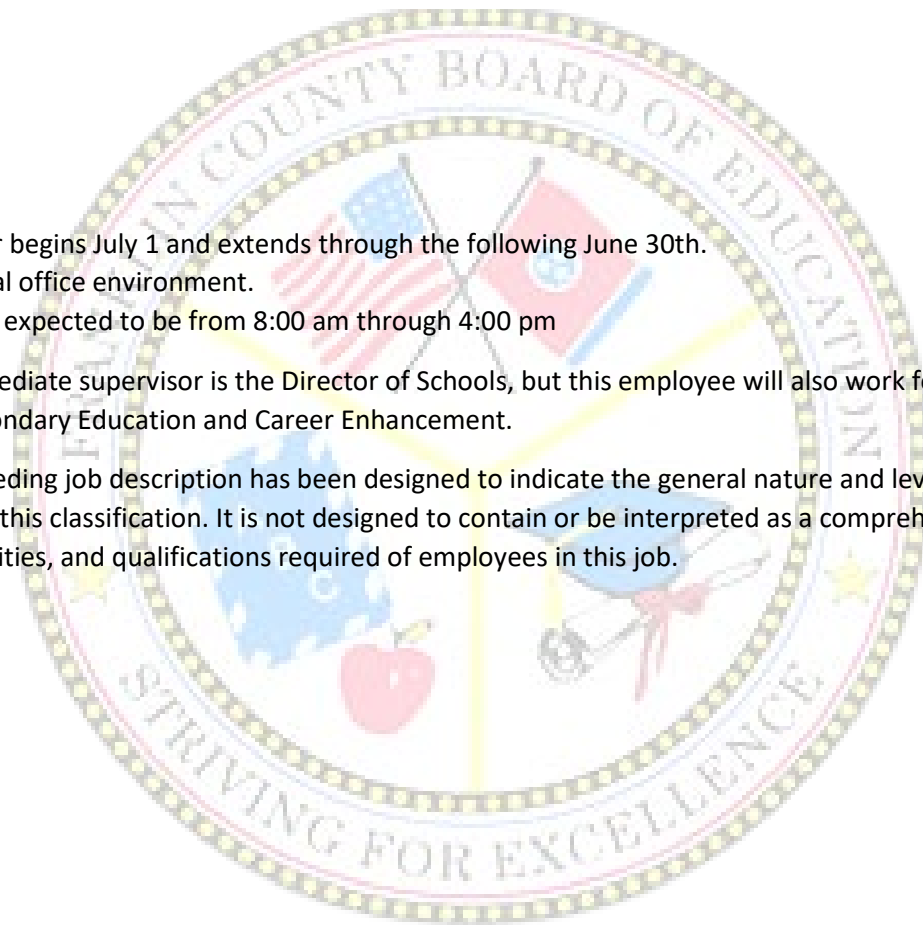 COUNTY BOARD OF EDUCATION
r begins July 1 and extends through the following June 30th.
al office environment.
expected to be from 8:00 am through 4:00 pm
ediate supervisor is the Director of Schools, but this employee will also work fo
ondary Education and Career Enhancement.
eding job description has been designed to indicate the general nature and lev
this classification. It is not designed to contain or be interpreted as a compreh
ities, and qualifications required of employees in this job.
STRIVING FOR EXCELLENCE